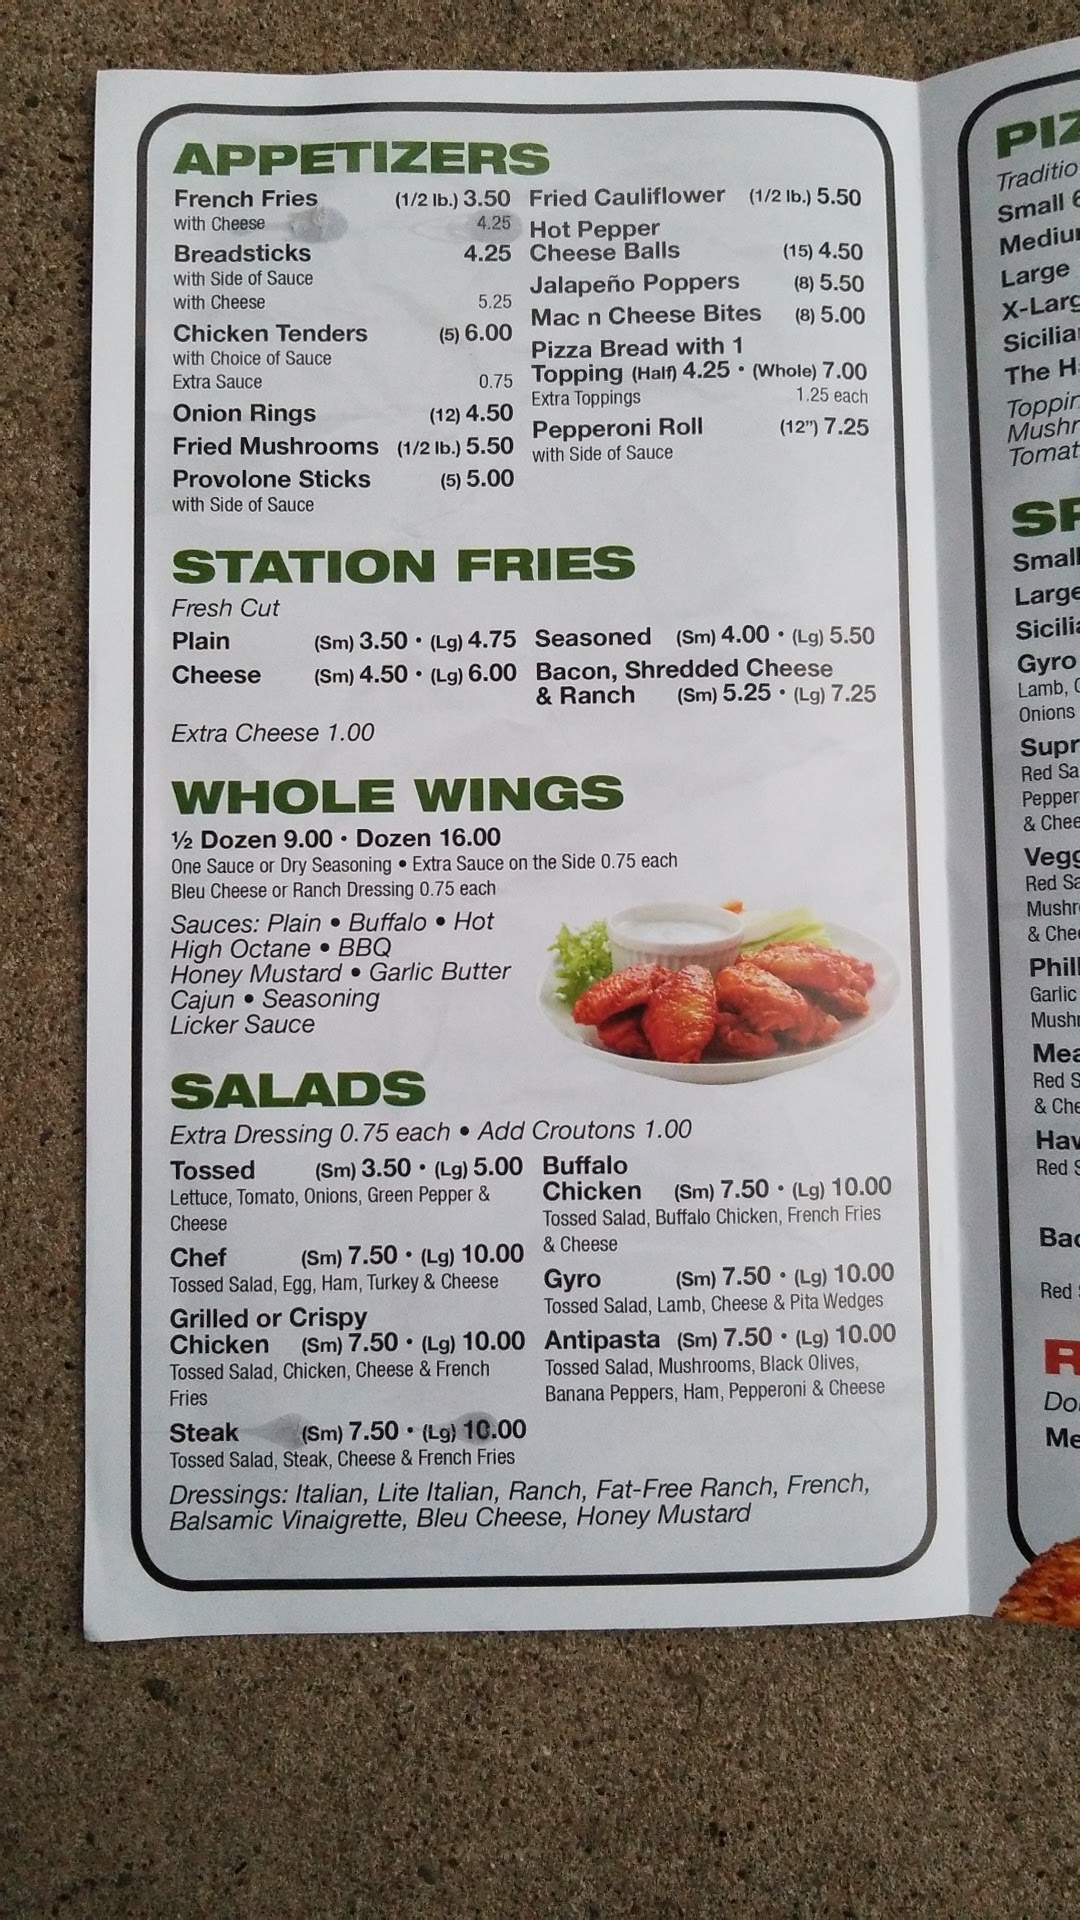 APPETIZERS
French Fries (1/2 lb.) 3.50
with Cheese 4.25
Breadsticks 4.25
with Side of Sauce
with Cheese 5.25
Chicken Tenders (5) 6.00
with Choice of Sauce
Extra Sauce 0.75
Onion Rings (12) 4.50
Fried Mushrooms (1/2 lb.) 5.50
Provolone Sticks (5) 5.00
with Side of Sauce
Fried Cauliflower (1/2 lb.) 5.50
Hot Pepper
Cheese Balls (15) 4.50
Jalapeño Poppers (8) 5.50
Mac n Cheese Bites (8) 5.00
Pizza Bread with 1
Topping (Half) 4.25 • (Whole) 7.00
Extra Toppings 1.25 each
Pepperoni Roll (12") 7.25
with Side of Sauce
STATION FRIES
Fresh Cut
Plain (Sm) 3.50 • (Lg) 4.75
Cheese (Sm) 4.50 • (Lg) 6.00
Seasoned (Sm) 4.00 • (Lg) 5.50
Bacon, Shredded Cheese
& Ranch (Sm) 5.25 • (Lg) 7.25
Extra Cheese 1.00
WHOLE WINGS
½ Dozen 9.00 • Dozen 16.00
One Sauce or Dry Seasoning • Extra Sauce on the Side 0.75 each
Bleu Cheese or Ranch Dressing 0.75 each
Sauces: Plain • Buffalo • Hot
High Octane • BBQ
Honey Mustard • Garlic Butter
Cajun • Seasoning
Licker Sauce
SALADS
Extra Dressing 0.75 each • Add Croutons 1.00
Tossed (Sm) 3.50 • (Lg) 5.00
Lettuce, Tomato, Onions, Green Pepper &
Cheese
Chef (Sm) 7.50 • (Lg) 10.00
Tossed Salad, Egg, Ham, Turkey & Cheese
Grilled or Crispy
Chicken (Sm) 7.50 • (Lg) 10.00
Tossed Salad, Chicken, Cheese & French
Fries
Steak (Sm) 7.50 • (Lg) 10.00
Tossed Salad, Steak, Cheese & French Fries
Buffalo
Chicken (Sm) 7.50 • (Lg) 10.00
Tossed Salad, Buffalo Chicken, French Fries
& Cheese
Gyro (Sm) 7.50 • (Lg) 10.00
Tossed Salad, Lamb, Cheese & Pita Wedges
Antipasta (Sm) 7.50 • (Lg) 10.00
Tossed Salad, Mushrooms, Black Olives,
Banana Peppers, Ham, Pepperoni & Cheese
Dressings: Italian, Lite Italian, Ranch, Fat-Free Ranch, French,
Balsamic Vinaigrette, Bleu Cheese, Honey Mustard
Small
Large
Small
Large
Gyro
Lamb,
Onions
Red
& 
Red
&
Garlic
Red
&
Red
Red